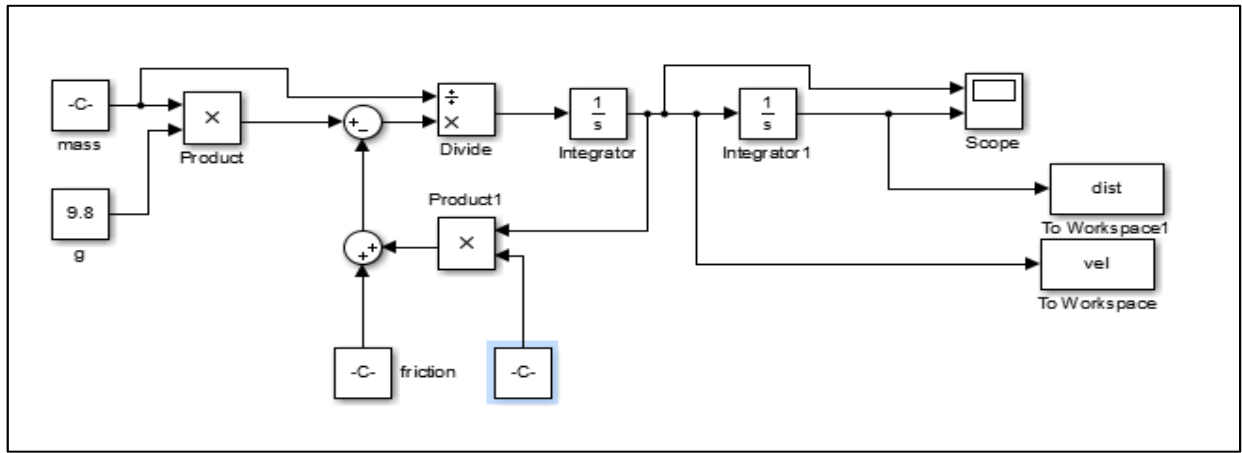 -C-
mass
9.8
g
×
Product
+
−
÷
×
Divide
1
s
Integrator
1
s
Integrator1
Scope
dist
To Workspace1
vel
To Workspace
Product1
×
+
+
-C-
friction
-C-